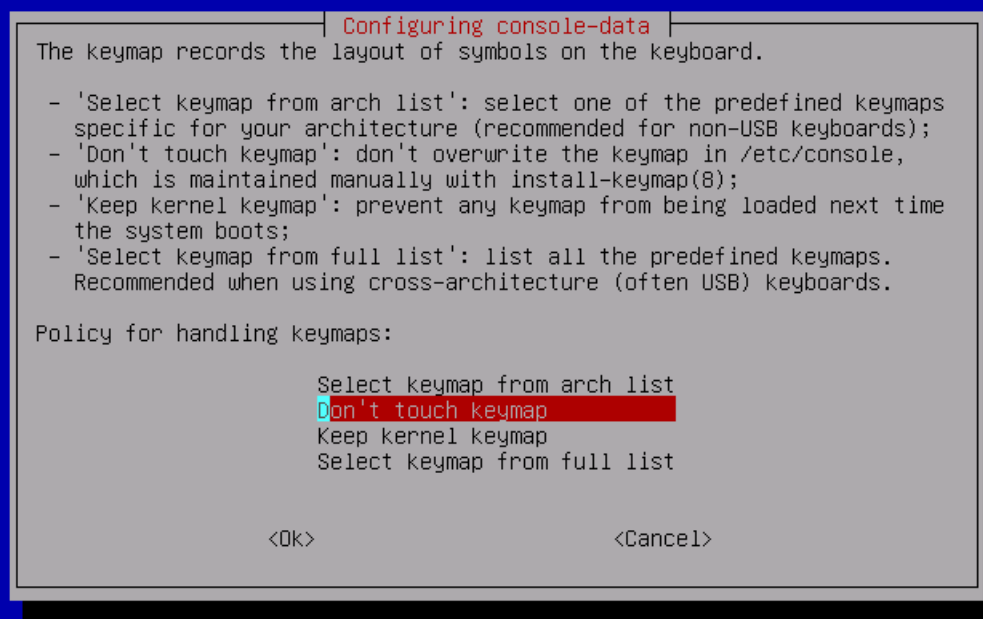 Configuring console-data
The keymap records the layout of symbols on the keyboard.
- 'Select keymap from arch list': select one of the predefined keymaps
specific for your architecture (recommended for non-USB keyboards);
- 'Don't touch keymap': don't overwrite the keymap in /etc/console,
which is maintained manually with install-keymap(8);
- 'Keep kernel keymap': prevent any keymap from being loaded next time
the system boots;
- 'Select keymap from full list': list all the predefined keymaps.
Recommended when using cross-architecture (often USB) keyboards.
Policy for handling keymaps:
Select keymap from arch list
Don't touch keymap
Keep kernel keymap
Select keymap from full list
<Ok> <Cancel>